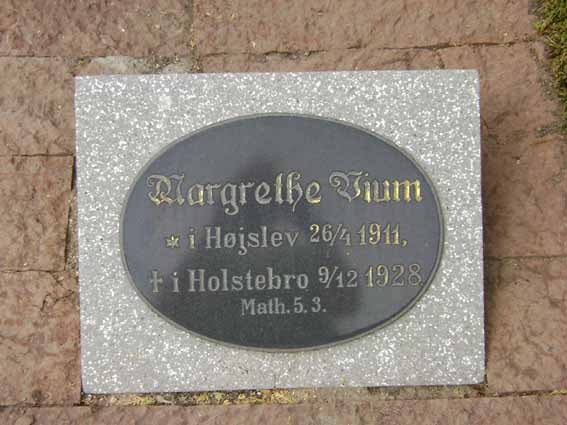 Margrethe Vium
* i Højslev 26/4 1911,
✝ i Holstebro 9/12 1928.
Math. 5. 3.